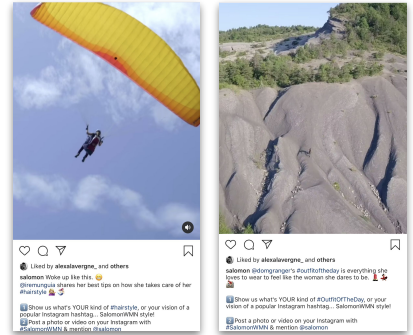 Liked by alexalavergne_ and others
salomon Woke up like this. 😄
@iremunguia shares her best tips on how she takes care of her
#hairstyle 💁 💇
1️⃣Show us what's YOUR kind of #hairstyle, or your vision of a
popular Instagram hashtag... SalomonWMN style!
2️⃣Post a photo or video on your Instagram with
#SalomonWMN & mention @salomon
Liked by alexalavergne_ and others
salomon @domgranger's #outfitoftheday is everything she
loves to wear to feel like the woman she dares to be.
1️⃣Show us what's YOUR kind of #OutfitOfTheDay, or your
vision of a popular Instagram hashtag... SalomonWMN style!
2️⃣Post a photo or video on your Instagram with
#SalomonWMN & mention @salomon